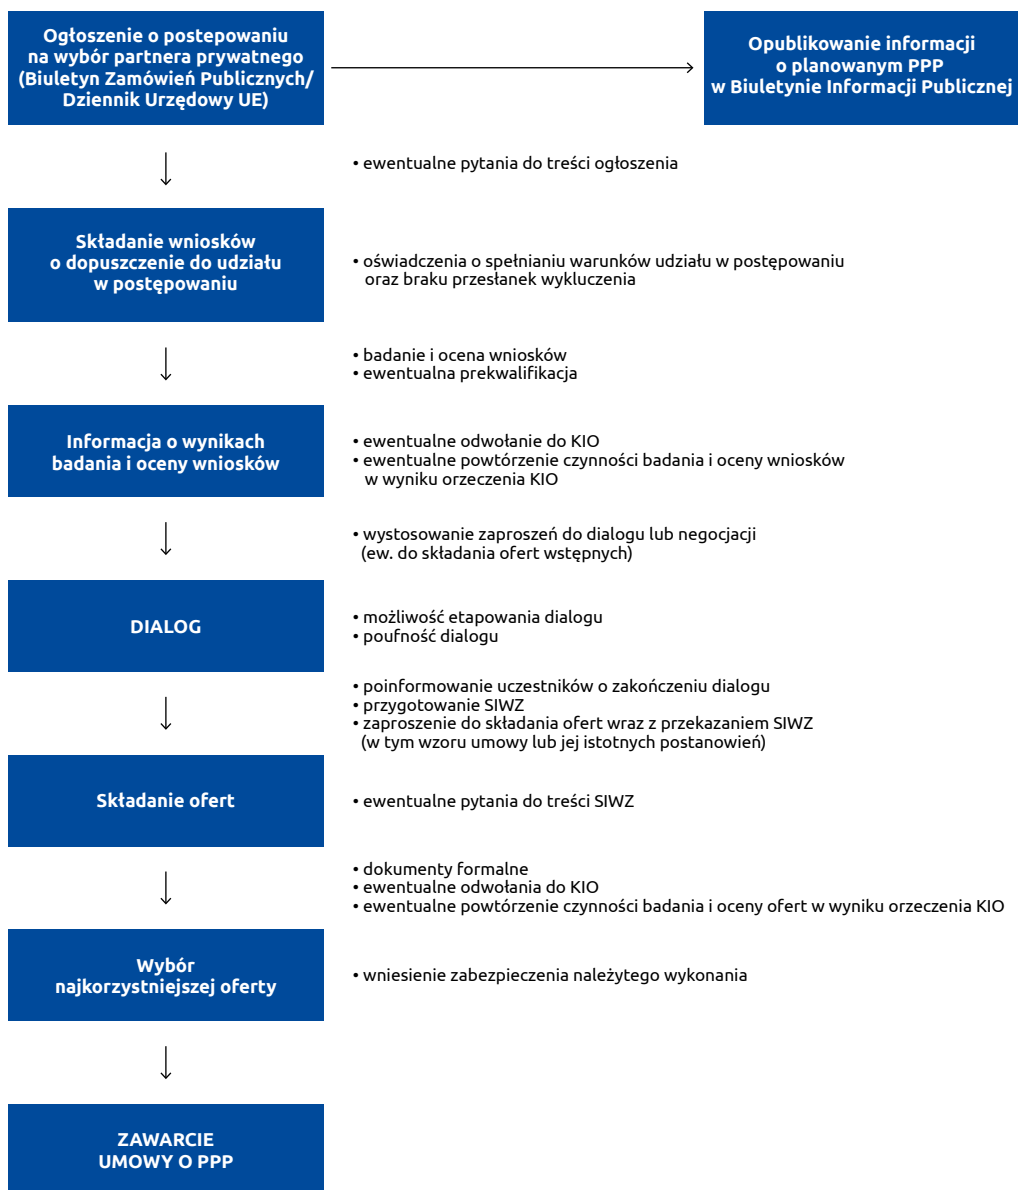 Ogłoszenie o postepowaniu
na wybór partnera prywatnego
(Biuletyn Zamówień Publicznych/
Dziennik Urzędowy UE)
Opublikowanie informacji
o planowanym PPP
w Biuletynie Informacji Publicznej
• ewentualne pytania do treści ogłoszenia
Składanie wniosków
o dopuszczenie do udziału
w postępowaniu
• oświadczenia o spełnianiu warunków udziału w postępowaniu
oraz braku przesłanek wykluczenia
• badanie i ocena wniosków
• ewentualna prekwalifikacja
Informacja o wynikach
badania i oceny wniosków
• ewentualne odwołanie do KIO
• ewentualne powtórzenie czynności badania i oceny wniosków
w wyniku orzeczenia KIO
• wystosowanie zaproszeń do dialogu lub negocjacji
(ew. do składania ofert wstępnych)
DIALOG
• możliwość etapowania dialogu
• poufność dialogu
• poinformowanie uczestników o zakończeniu dialogu
• przygotowanie SIWZ
• zaproszenie do składania ofert wraz z przekazaniem SIWZ
(w tym wzoru umowy lub jej istotnych postanowień)
Składanie ofert
• ewentualne pytania do treści SIWZ
• dokumenty formalne
• ewentualne odwołania do KIO
• ewentualne powtórzenie czynności badania i oceny ofert w wyniku orzeczenia KIO
Wybór
najkorzystniejszej oferty
• wniesienie zabezpieczenia należytego wykonania
ZAWARCIE
UMOWY O PPP